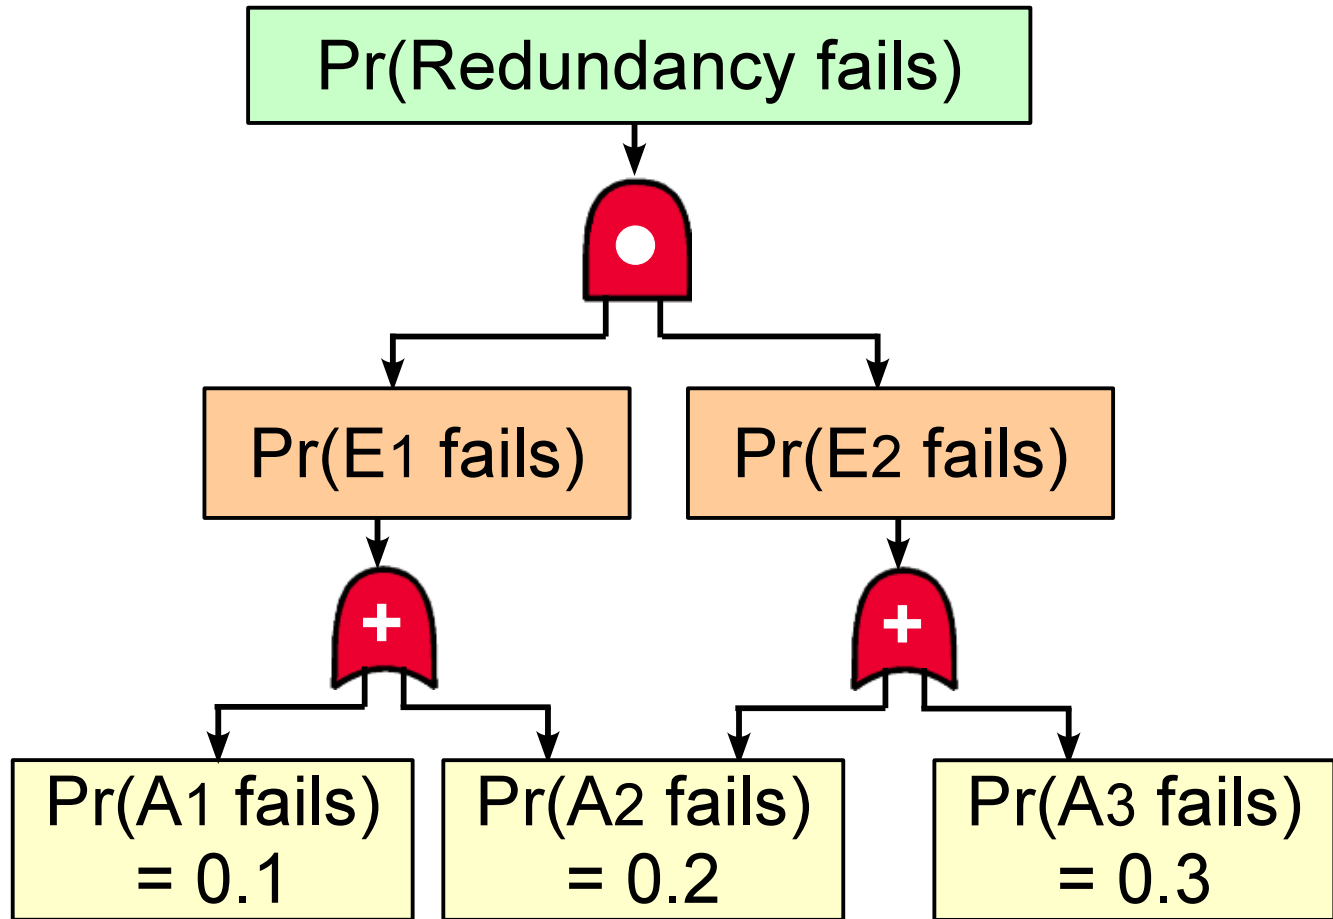 Pr(Redundancy fails)
Pr(E1 fails)
Pr(E2 fails)
+
+
Pr(A1 fails)
= 0.1
Pr(A2 fails)
= 0.2
Pr(A3 fails)
= 0.3